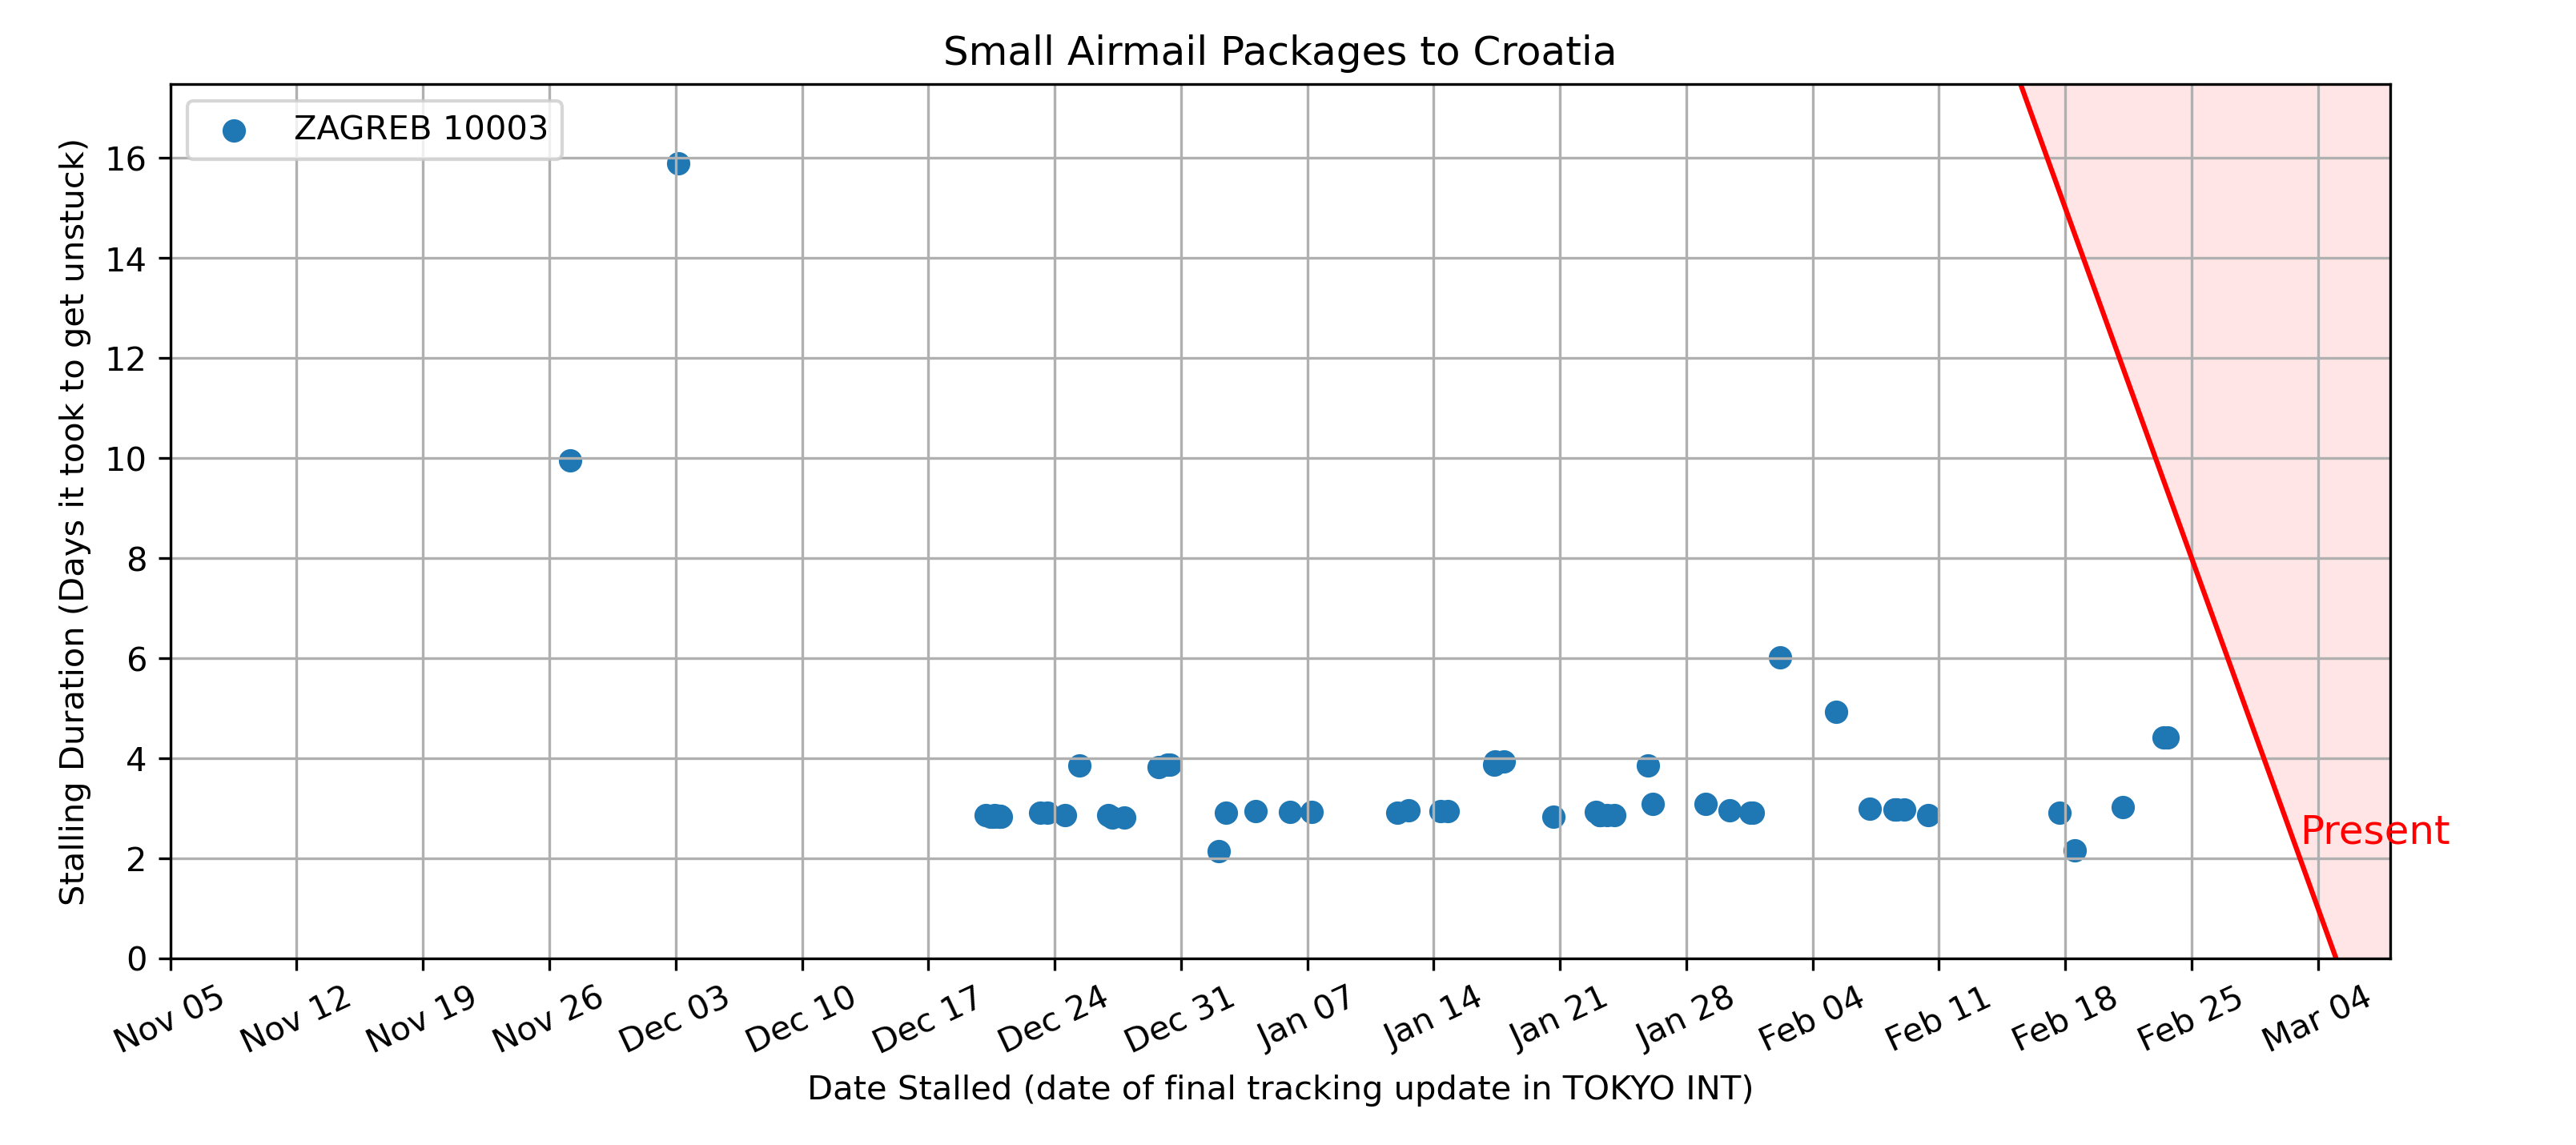 Small Airmail Packages to Croatia
ZAGREB 10003
Stalling Duration (Days it took to get unstuck)
16
14
12
10
8
6
4
2
0
Present
Nov 05 Nov 12 Nov 19 Nov 26 Dec 03 Dec 10 Dec 17 Dec 24 Dec 31 Jan 07 Jan 14 Jan 21 Jan 28 Feb 04 Feb 11 Feb 18 Feb 25 Mar 04
Date Stalled (date of final tracking update in TOKYO INT)